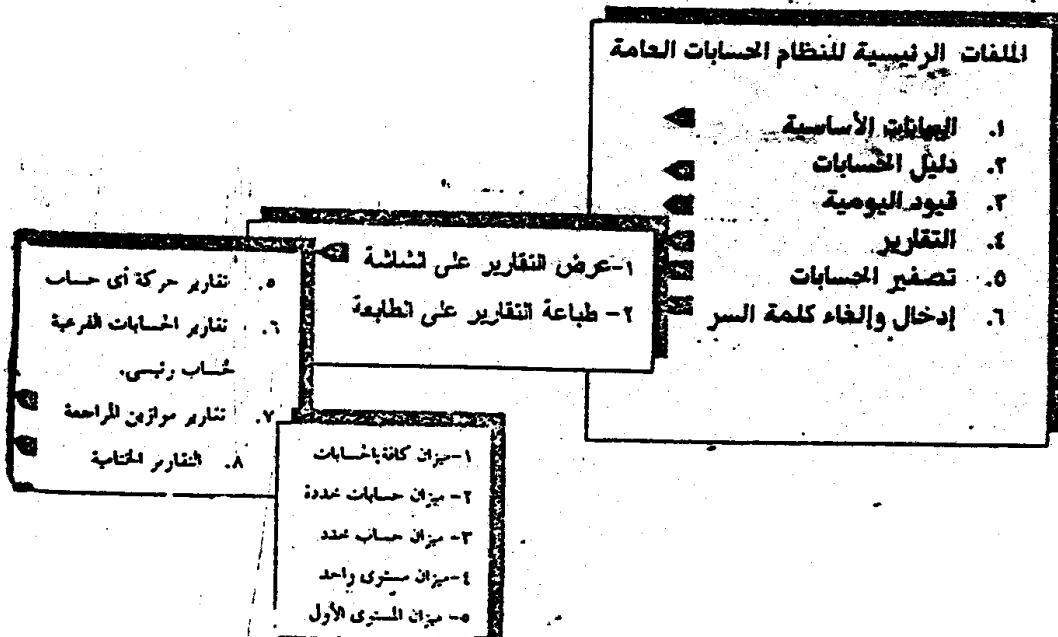 الملفات الرئيسية للنظام الحسابات العامة
١. البيانات الأساسية
٢. دليل الحسابات
٣. قيود اليومية
٤. التقارير
٥. تصفير الحسابات
٦. إدخال وإلغاء كلمة السر
١-عرض التقارير على الشاشة
٢- طباعة التقارير على الطابعة
٥. تقارير حركة أى حساب
٦. تقارير الحسابات الفرعية
لحساب رئيسى.
٧. تقارير موازين المراجعة
٨. التقارير الختامية
١-ميزان كافة بالحسابات
٢- ميزان حسابات محددة
٣- ميزان حساب محدد
٤-ميزان مستوى واحد
٥- ميزان المستوى الأول